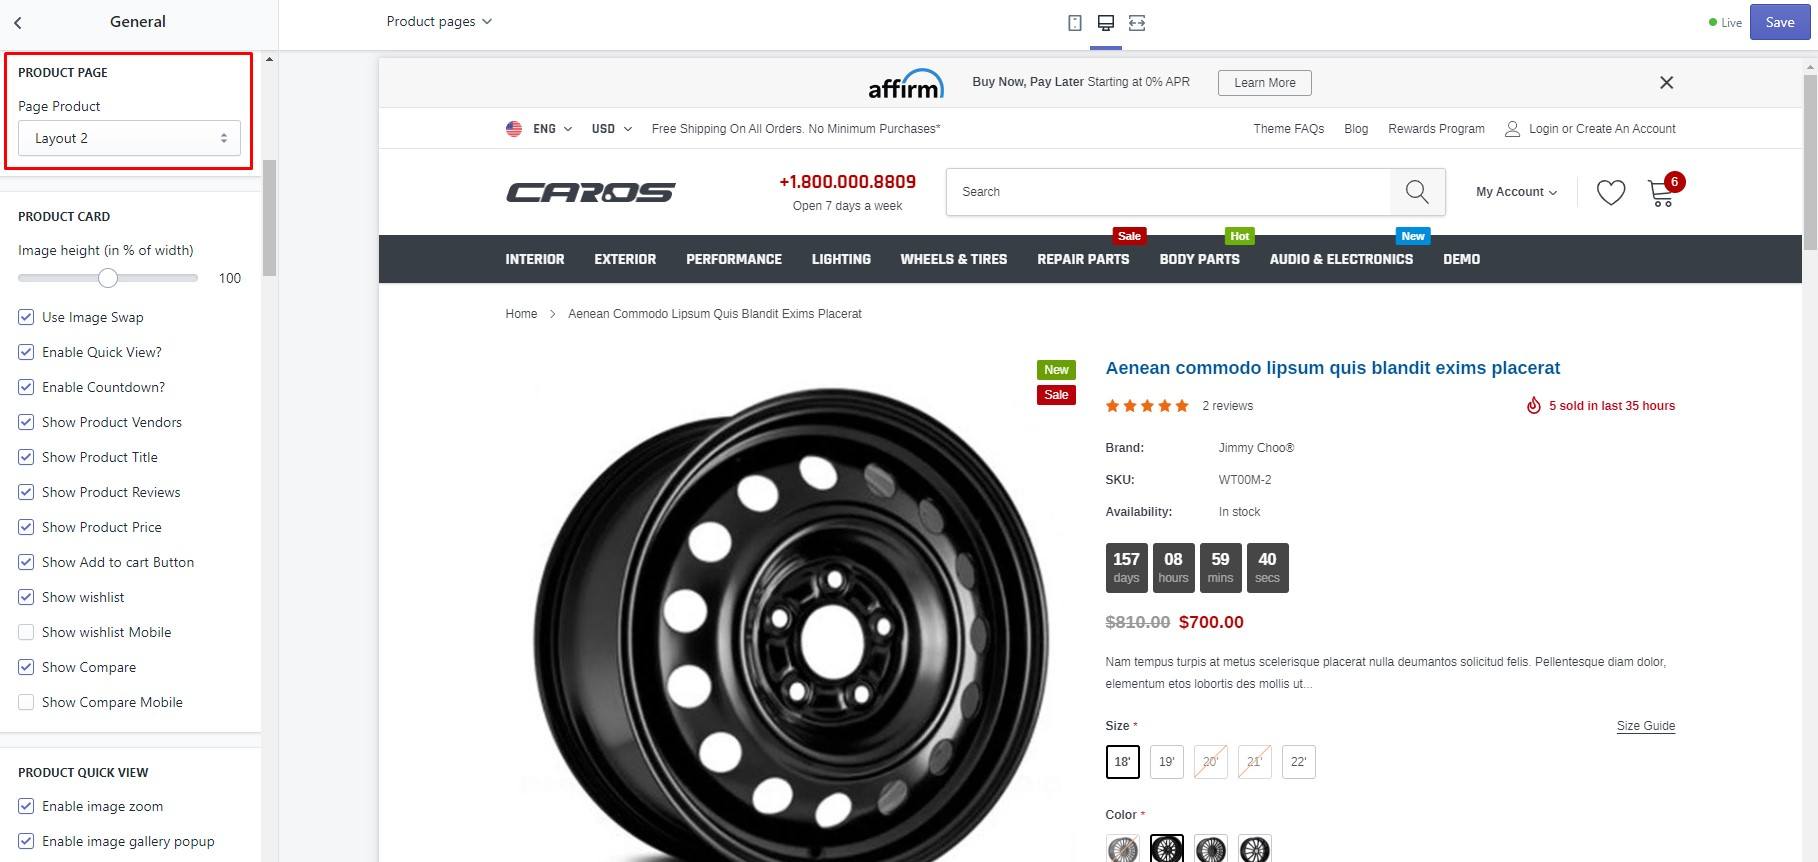 General
Product pages
Live
Save
PRODUCT PAGE
Page Product
Layout 2
PRODUCT CARD
Image height (in % of width)
100
Use Image Swap
Enable Quick View?
Enable Countdown?
Show Product Vendors
Show Product Title
Show Product Reviews
Show Product Price
Show Add to cart Button
Show wishlist
Show wishlist Mobile
Show Compare
Show Compare Mobile
PRODUCT QUICK VIEW
Enable image zoom
Enable image gallery popup
affirm
Buy Now, Pay Later Starting at 0% APR
Learn More
ENG USD Free Shipping On All Orders. No Minimum Purchases*
Theme FAQs Blog Rewards Program Login or Create An Account
CAROS
+1.800.000.8809
Open 7 days a week
Search
My Account
6
Sale Hot New
INTERIOR EXTERIOR PERFORMANCE LIGHTING WHEELS & TIRES REPAIR PARTS BODY PARTS AUDIO & ELECTRONICS DEMO
Home Aenean Commodo Lipsum Quis Blandit Exims Placerat
New
Sale
Aenean commodo lipsum quis blandit exims placerat
2 reviews
5 sold in last 35 hours
Brand: Jimmy Choo®
SKU: WT00M-2
Availability: In stock
157 08 59 40
days hours mins secs
$810.00 $700.00
Nam tempus turpis at metus scelerisque placerat nulla deumantos solicitud felis. Pellentesque diam dolor,
elementum etos lobortis des mollis ut...
Size *
Size Guide
18' 19' 20' 21' 22'
Color *